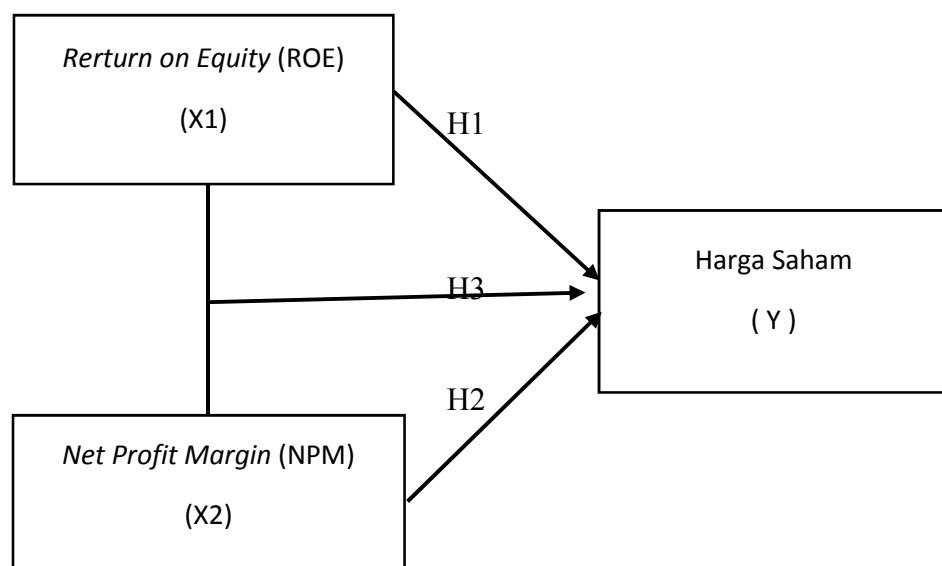 Rerturn on Equity (ROE)
(X1)
H1
Harga Saham
( Y )
H3
H2
Net Profit Margin (NPM)
(X2)